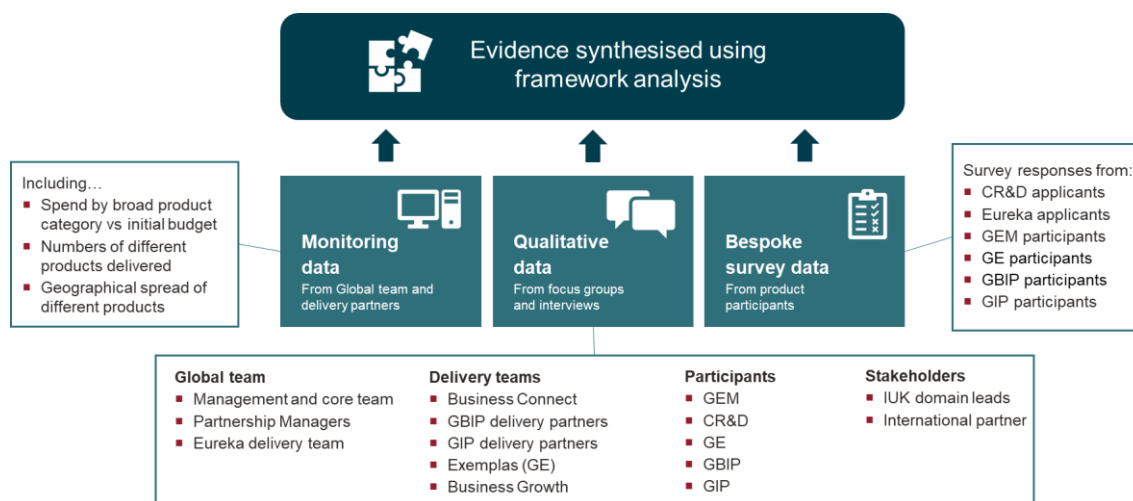 Evidence synthesised using
framework analysis
Including…
Spend by broad product
category vs initial budget
Numbers of different
products delivered
Geographical spread of
different products
Monitoring
data
From Global team and
delivery partners
Qualitative
data
From focus groups
and interviews
Bespoke
survey data
From product
participants
Survey responses from:
CR&D applicants
Eureka applicants
GEM participants
GE participants
GBIP participants
GIP participants
Global team
Management and core team
Partnership Managers
Eureka delivery team
Delivery teams
Business Connect
GBIP delivery partners
GIP delivery partners
Exemplas (GE)
Business Growth
Participants
GEM
CR&D
GE
GBIP
GIP
Stakeholders
IUK domain leads
International partner